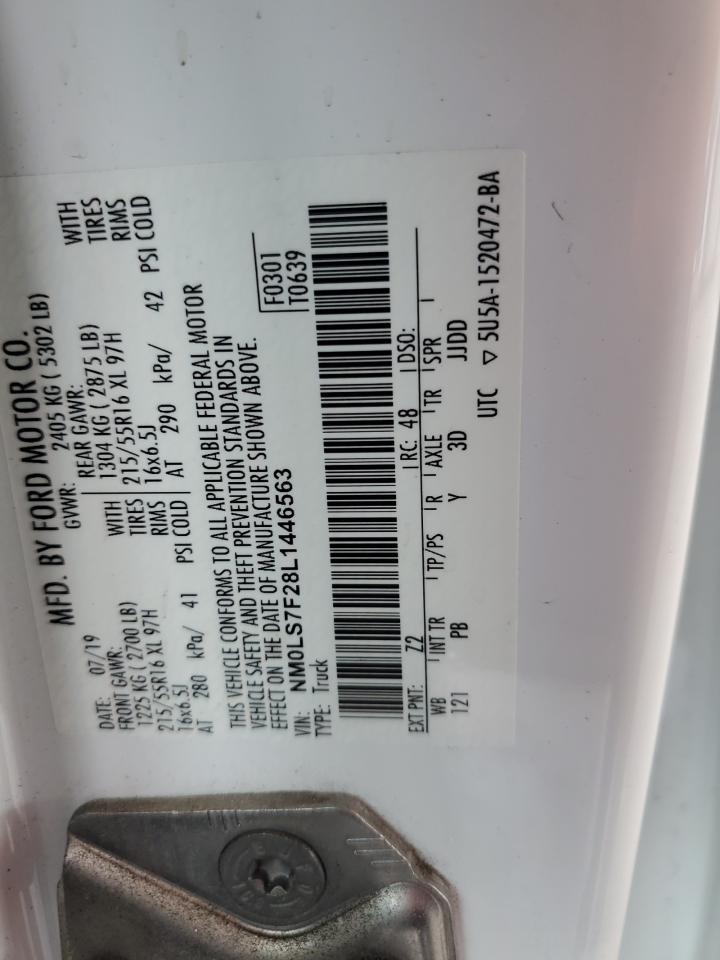 MFD. BY FORD MOTOR CO.
DATE: 07/19 GVWR: 2405 KG ( 5302 LB)
FRONT GAWR: REAR GAWR:
1225 KG ( 2700 LB) WITH 1304 KG ( 2875 LB) WITH
215/55R16 XL 97H TIRES 215/55R16 XL 97H TIRES
16x6.5J RIMS 16x6.5J RIMS
AT 280 kPa/ 41 PSI COLD AT 290 kPa/ 42 PSI COLD
THIS VEHICLE CONFORMS TO ALL APPLICABLE FEDERAL MOTOR
VEHICLE SAFETY AND THEFT PREVENTION STANDARDS IN
EFFECT ON THE DATE OF MANUFACTURE SHOWN ABOVE.
VIN: NM0LS7F28L1446563 F0301
TYPE: Truck T0639
EXT PNT: Z2 RC: 48 DSO:
WB INT TR TP/PS R AXLE TR SPR
121 PB Y 3D JJDD
UTC ▽ 5U5A-1520472-BA